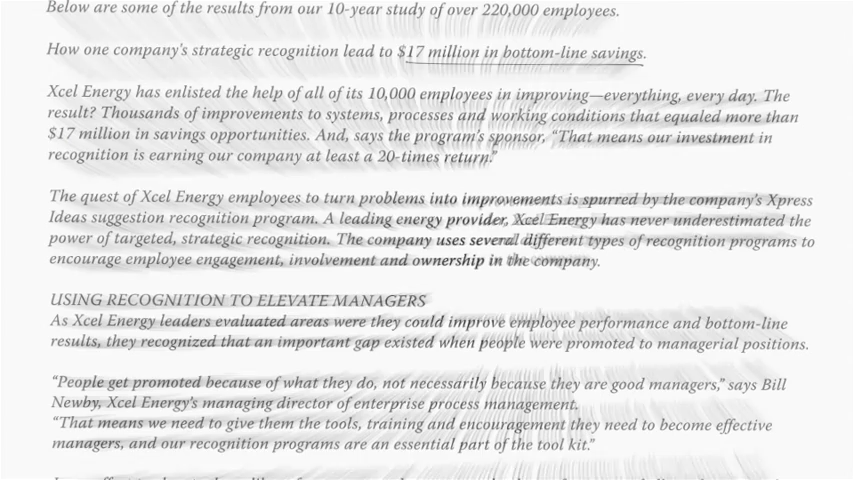 Below are some of the results from our 10-year study of over 220,000 employees.
How one company's strategic recognition lead to $17 million in bottom-line savings.
Xcel Energy has enlisted the help of all of its 10,000 employees in improving—everything, every day. The
result? Thousands of improvements to systems, processes and working conditions that equaled more than
$17 million in savings opportunities. And, says the program's sponsor, “That means our investment in
recognition is earning our company at least a 20-times return.”
The quest of Xcel Energy employees to turn problems into improvements is spurred by the company's Xpress
Ideas suggestion recognition program. A leading energy provider, Xcel Energy has never underestimated the
power of targeted, strategic recognition. The company uses several different types of recognition programs to
encourage employee engagement, involvement and ownership in the company.
USING RECOGNITION TO ELEVATE MANAGERS
As Xcel Energy leaders evaluated areas were they could improve employee performance and bottom-line
results, they recognized that an important gap existed when people were promoted to managerial positions.
“People get promoted because of what they do, not necessarily because they are good managers,” says Bill
Newby, Xcel Energy's managing director of enterprise process management.
“That means we need to give them the tools, training and encouragement they need to become effective
managers, and our recognition programs are an essential part of the tool kit.”